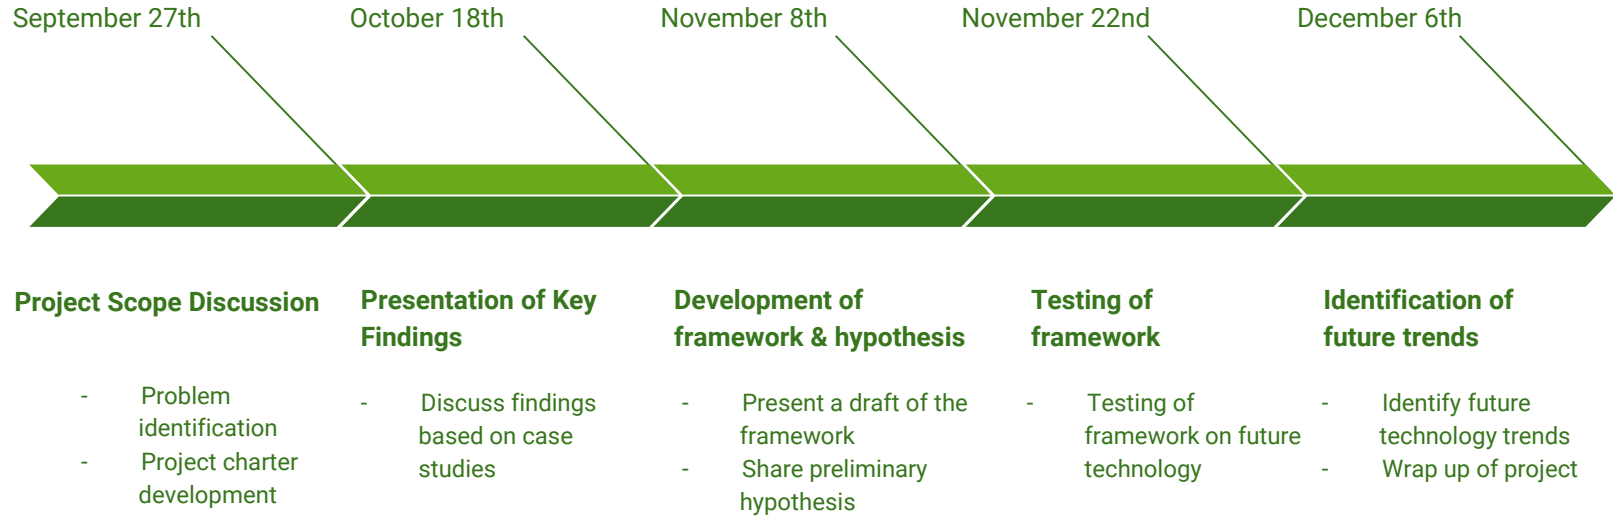 September 27th
October 18th
November 8th
November 22nd
December 6th
Project Scope Discussion
- Problem
identification
- Project charter
development
Presentation of Key
Findings
- Discuss findings
based on case
studies
Development of
framework & hypothesis
- Present a draft of the
framework
- Share preliminary
hypothesis
Testing of
framework
- Testing of
framework on future
technology
Identification of
future trends
- Identify future
technology trends
- Wrap up of project